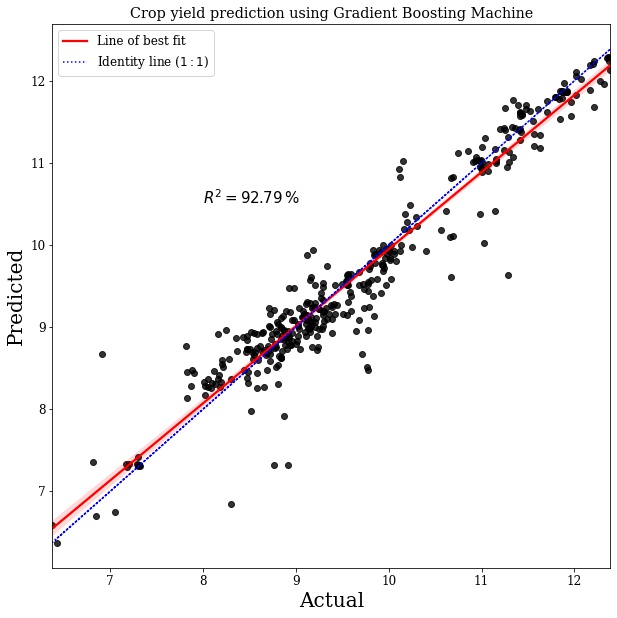 Crop yield prediction using Gradient Boosting Machine
Line of best fit
Identity line (1 : 1)
R² = 92.79 %
12
11
10
9
8
7
Predicted
7 8 9 10 11 12
Actual